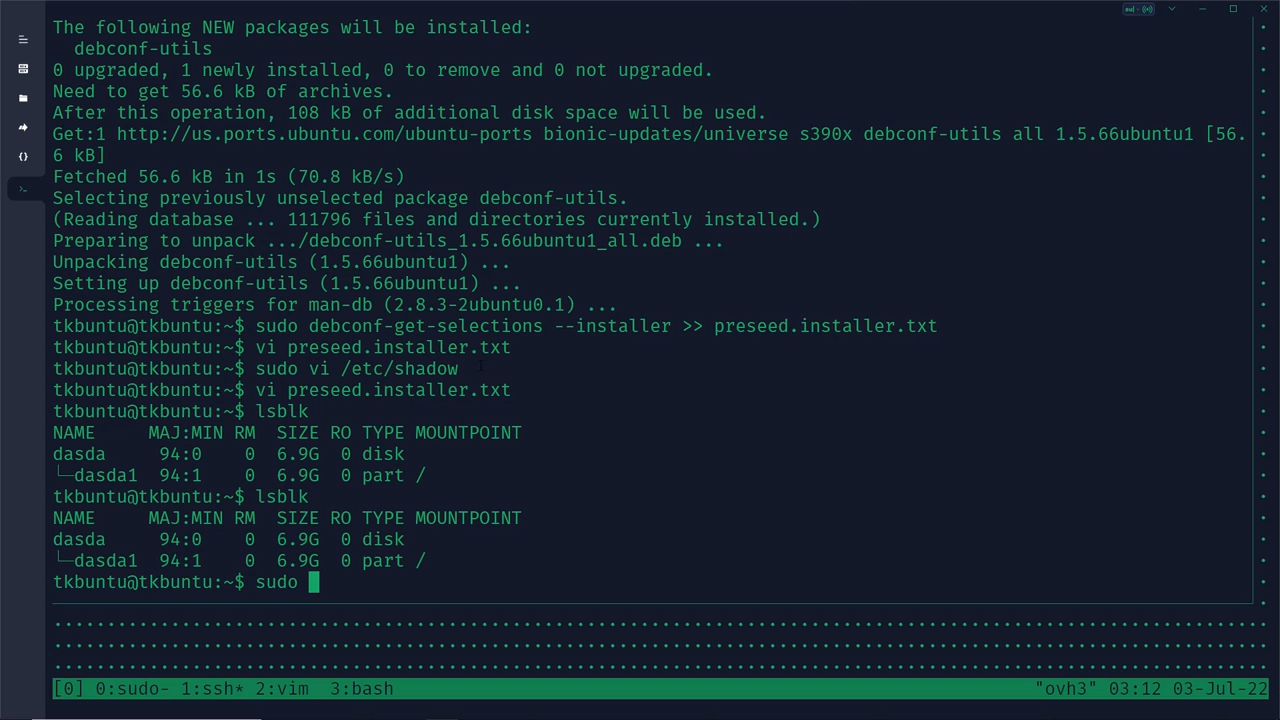 The following NEW packages will be installed:
  debconf-utils
0 upgraded, 1 newly installed, 0 to remove and 0 not upgraded.
Need to get 56.6 kB of archives.
After this operation, 108 kB of additional disk space will be used.
Get:1 http://us.ports.ubuntu.com/ubuntu-ports bionic-updates/universe s390x debconf-utils all 1.5.66ubuntu1 [56.
6 kB]
Fetched 56.6 kB in 1s (70.8 kB/s)
Selecting previously unselected package debconf-utils.
(Reading database ... 111796 files and directories currently installed.)
Preparing to unpack .../debconf-utils_1.5.66ubuntu1_all.deb ...
Unpacking debconf-utils (1.5.66ubuntu1) ...
Setting up debconf-utils (1.5.66ubuntu1) ...
Processing triggers for man-db (2.8.3-2ubuntu0.1) ...
tkbuntu@tkbuntu:~$ sudo debconf-get-selections --installer >> preseed.installer.txt
tkbuntu@tkbuntu:~$ vi preseed.installer.txt
tkbuntu@tkbuntu:~$ sudo vi /etc/shadow
tkbuntu@tkbuntu:~$ vi preseed.installer.txt
tkbuntu@tkbuntu:~$ lsblk
NAME     MAJ:MIN RM  SIZE RO TYPE MOUNTPOINT
dasda     94:0    0  6.9G  0 disk
└─dasda1  94:1    0  6.9G  0 part /
tkbuntu@tkbuntu:~$ lsblk
NAME     MAJ:MIN RM  SIZE RO TYPE MOUNTPOINT
dasda     94:0    0  6.9G  0 disk
└─dasda1  94:1    0  6.9G  0 part /
tkbuntu@tkbuntu:~$ sudo
[0] 0:sudo- 1:ssh* 2:vim  3:bash "ovh3" 03:12 03-Jul-22